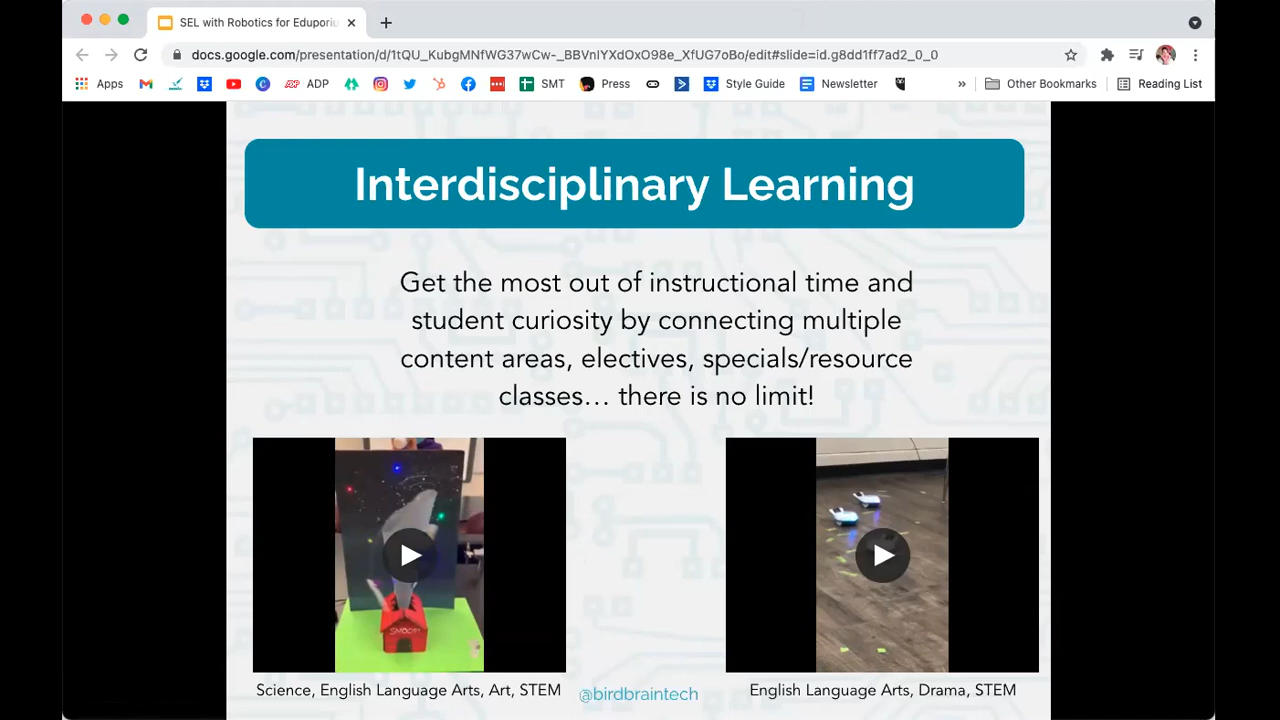 SEL with Robotics for Eduporiu
docs.google.com/presentation/d/1tQU_KubgMNfWG37wCw-_BBVnlYXdOxO98e_XfUG7oBo/edit#slide=id.g8dd1ff7ad2_0_0
Apps ADP SMT Press Style Guide Newsletter » Other Bookmarks Reading List
Interdisciplinary Learning
Get the most out of instructional time and
student curiosity by connecting multiple
content areas, electives, specials/resource
classes… there is no limit!
SNOOPY
Science, English Language Arts, Art, STEM
@birdbraintech
English Language Arts, Drama, STEM